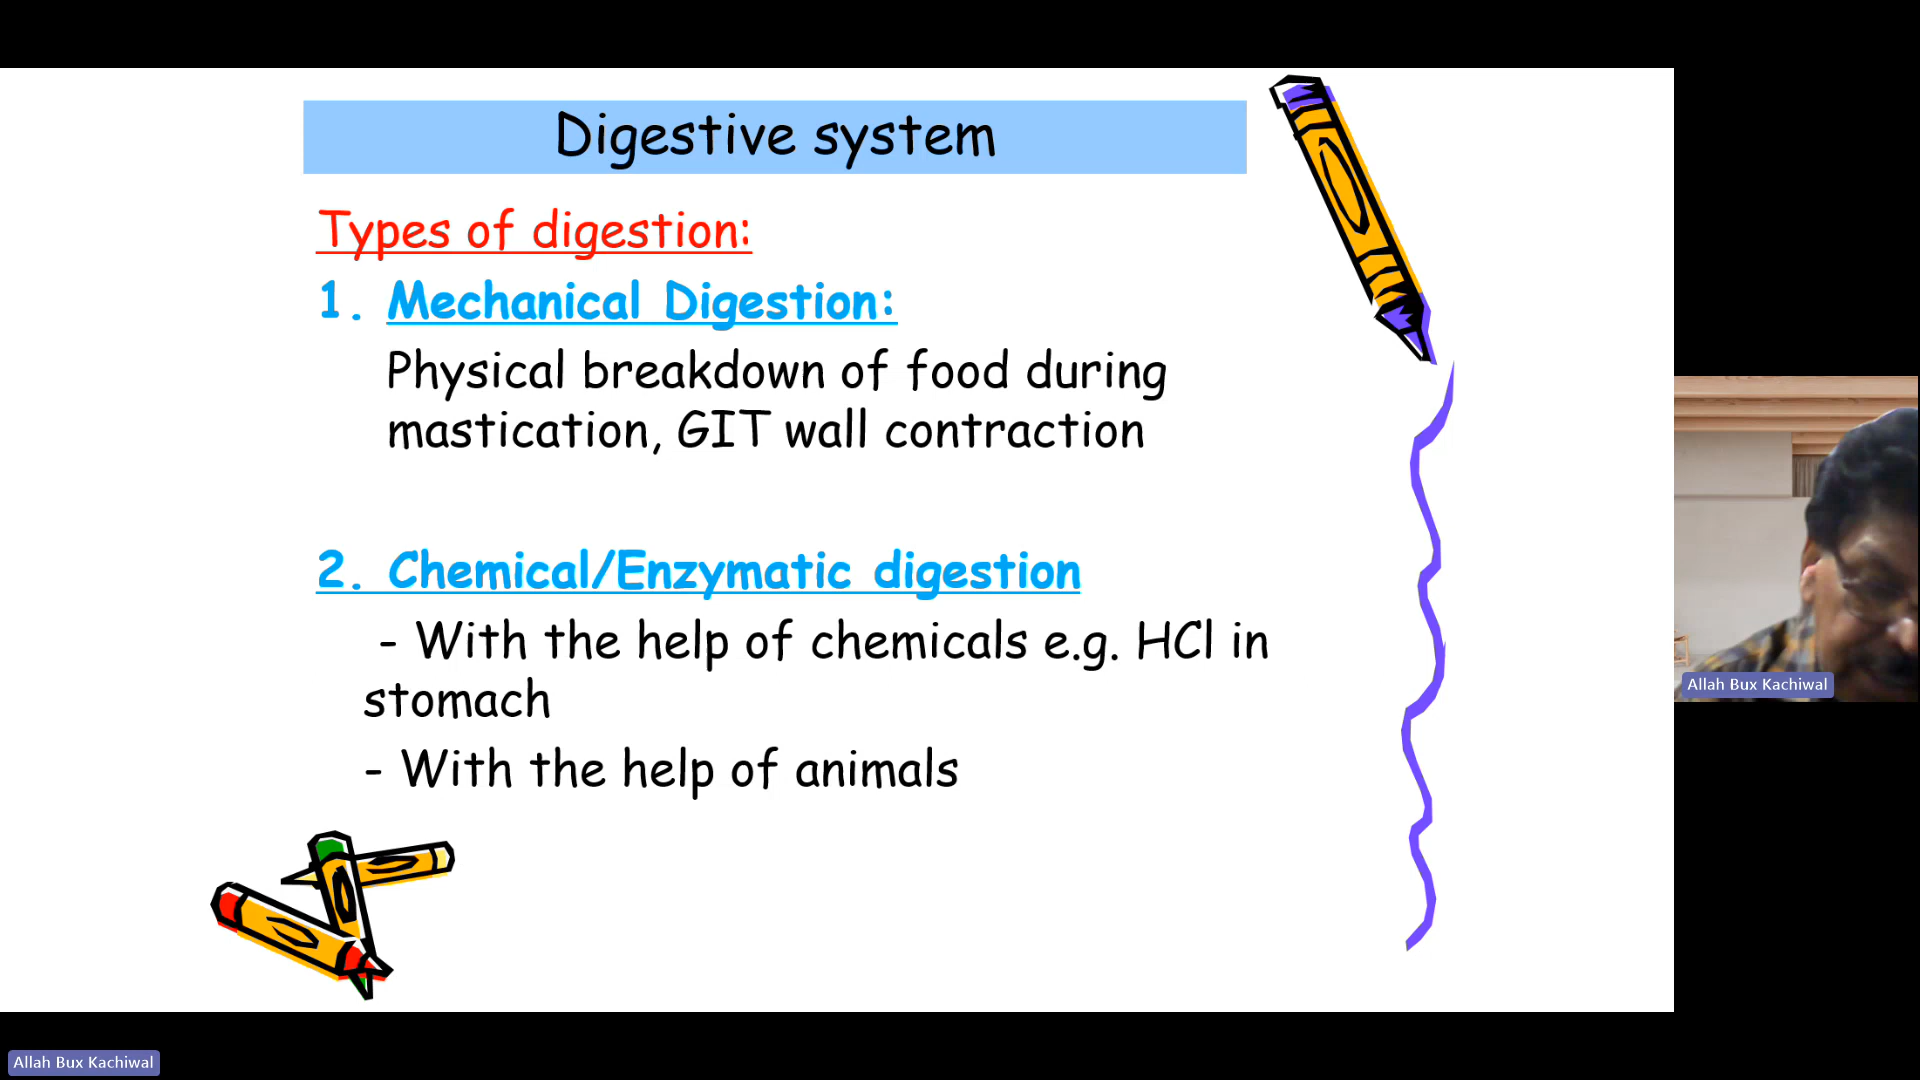 Digestive system
Types of digestion:
1. Mechanical Digestion:
Physical breakdown of food during
mastication, GIT wall contraction
2. Chemical/Enzymatic digestion
- With the help of chemicals e.g. HCl in
stomach
- With the help of animals
Allah Bux Kachiwal
Allah Bux Kachiwal